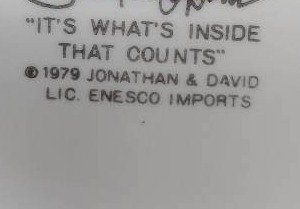 "IT'S WHAT'S INSIDE
THAT COUNTS"
© 1979 JONATHAN & DAVID
LIC. ENESCO IMPORTS